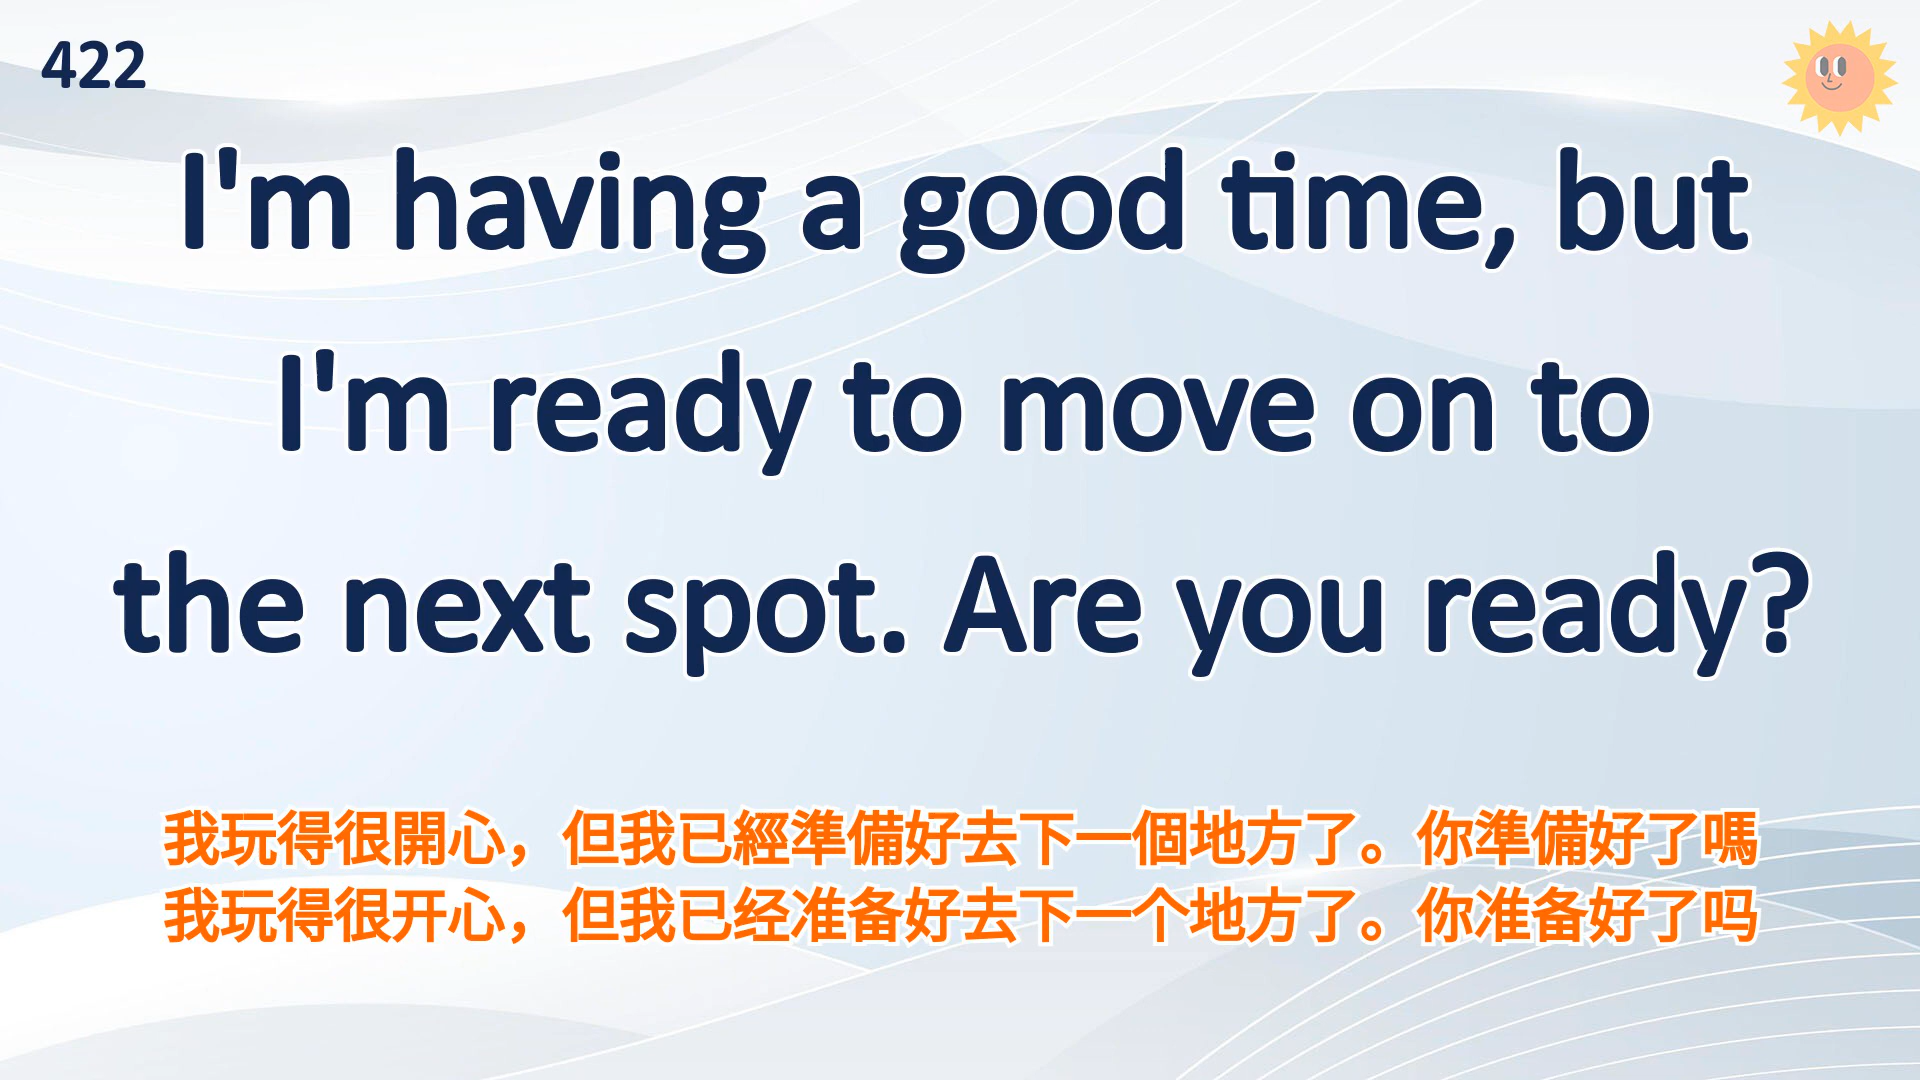 422
I'm having a good time, but
I'm ready to move on to
the next spot. Are you ready?
我玩得很開心，但我已經準備好去下一個地方了。你準備好了嗎
我玩得很开心，但我已经准备好去下一个地方了。你准备好了吗